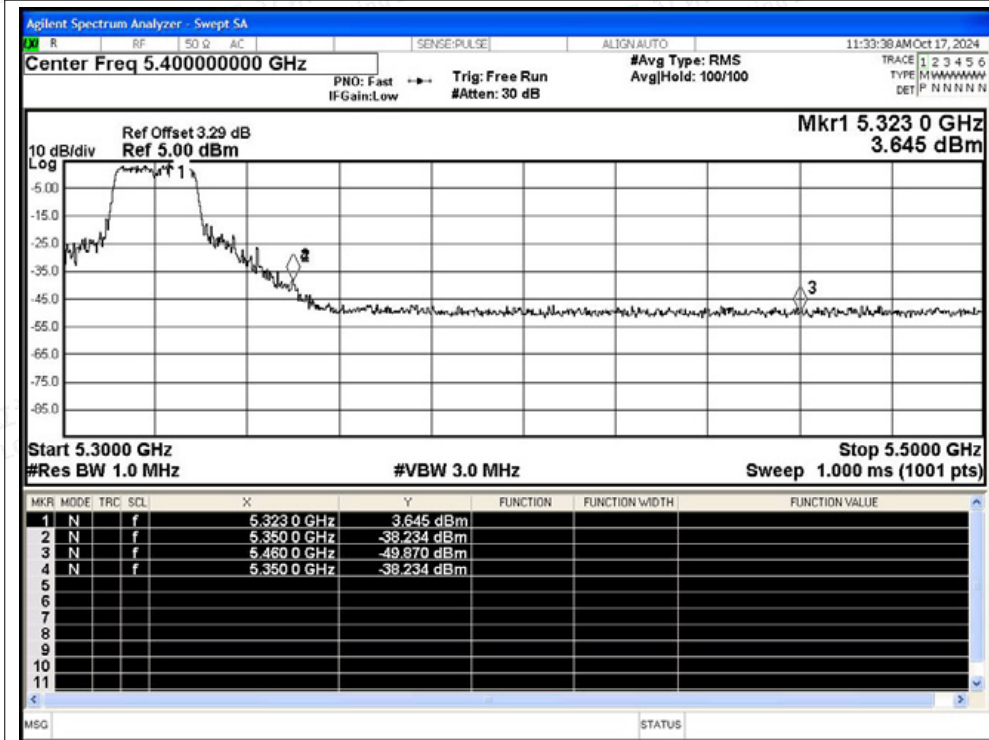 Agilent Spectrum Analyzer - Swept SA
LXI R RF 50 Ω AC SENSE:PULSE ALIGN AUTO 11:33:38 AM Oct 17, 2024
Center Freq 5.400000000 GHz #Avg Type: RMS TRACE 1 2 3 4 5 6
PNO: Fast Trig: Free Run Avg|Hold: 100/100 TYPE M WWWWW
IFGain:Low #Atten: 30 dB DET P N N N N N
Mkr1 5.323 0 GHz
Ref Offset 3.29 dB
10 dB/div Ref 5.00 dBm 3.645 dBm
Log
1
-5.00
-15.0
-25.0
-35.0
-45.0
3
-55.0
-65.0
-75.0
-85.0
Start 5.3000 GHz Stop 5.5000 GHz
#Res BW 1.0 MHz #VBW 3.0 MHz Sweep 1.000 ms (1001 pts)
MKR MODE TRC SCL X Y FUNCTION FUNCTION WIDTH FUNCTION VALUE
1 N f 5.323 0 GHz 3.645 dBm
2 N f 5.350 0 GHz -38.234 dBm
3 N f 5.460 0 GHz -49.870 dBm
4 N f 5.350 0 GHz -38.234 dBm
5
6
7
8
9
10
11
MSG STATUS